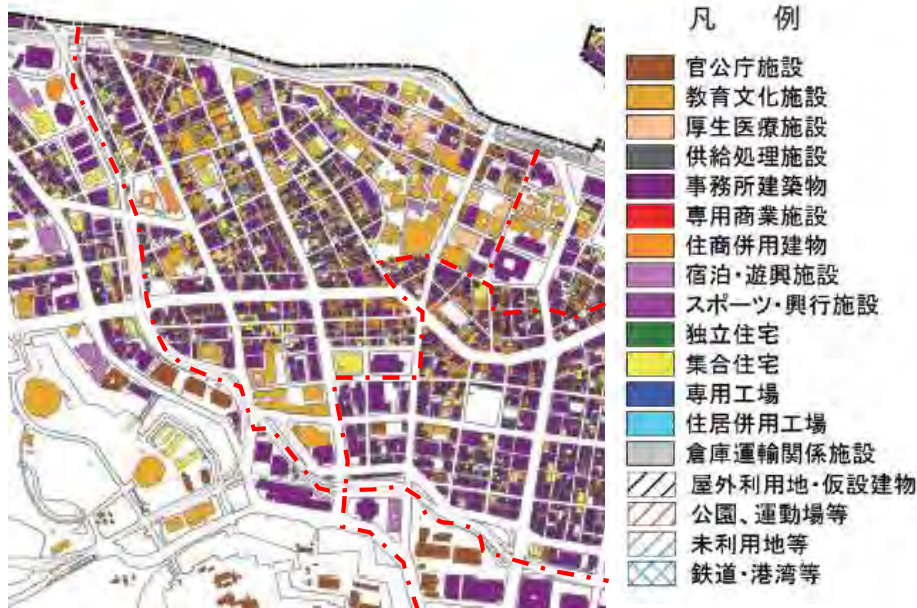 凡 例
官公庁施設
教育文化施設
厚生医療施設
供給処理施設
事務所建築物
専用商業施設
住商併用建物
宿泊・遊興施設
スポーツ・興行施設
独立住宅
集合住宅
専用工場
住居併用工場
倉庫運輸関係施設
屋外利用地・仮設建物
公園、運動場等
未利用地等
鉄道・港湾等